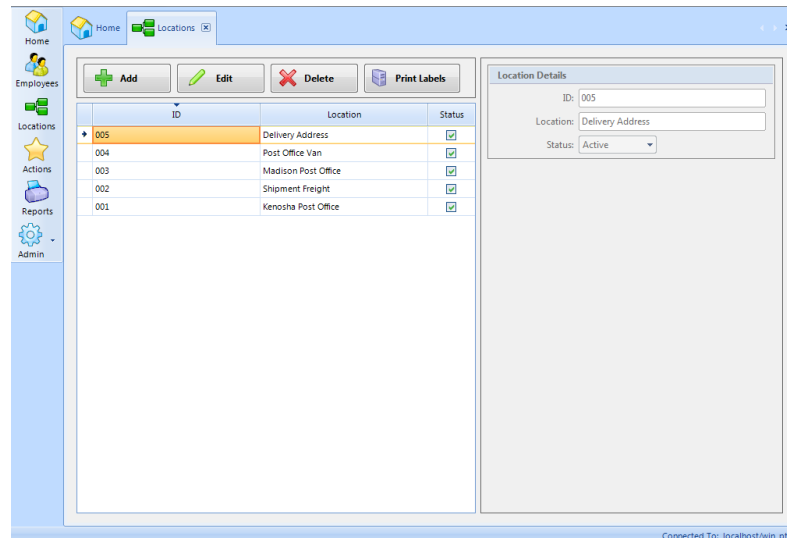 Home
Employees
Locations
Actions
Reports
Admin
Home Locations
Add Edit Delete Print Labels
ID Location Status
005 Delivery Address
004 Post Office Van
003 Madison Post Office
002 Shipment Freight
001 Kenosha Post Office
Location Details
ID: 005
Location: Delivery Address
Status: Active
Connected To: localhost/win_pt